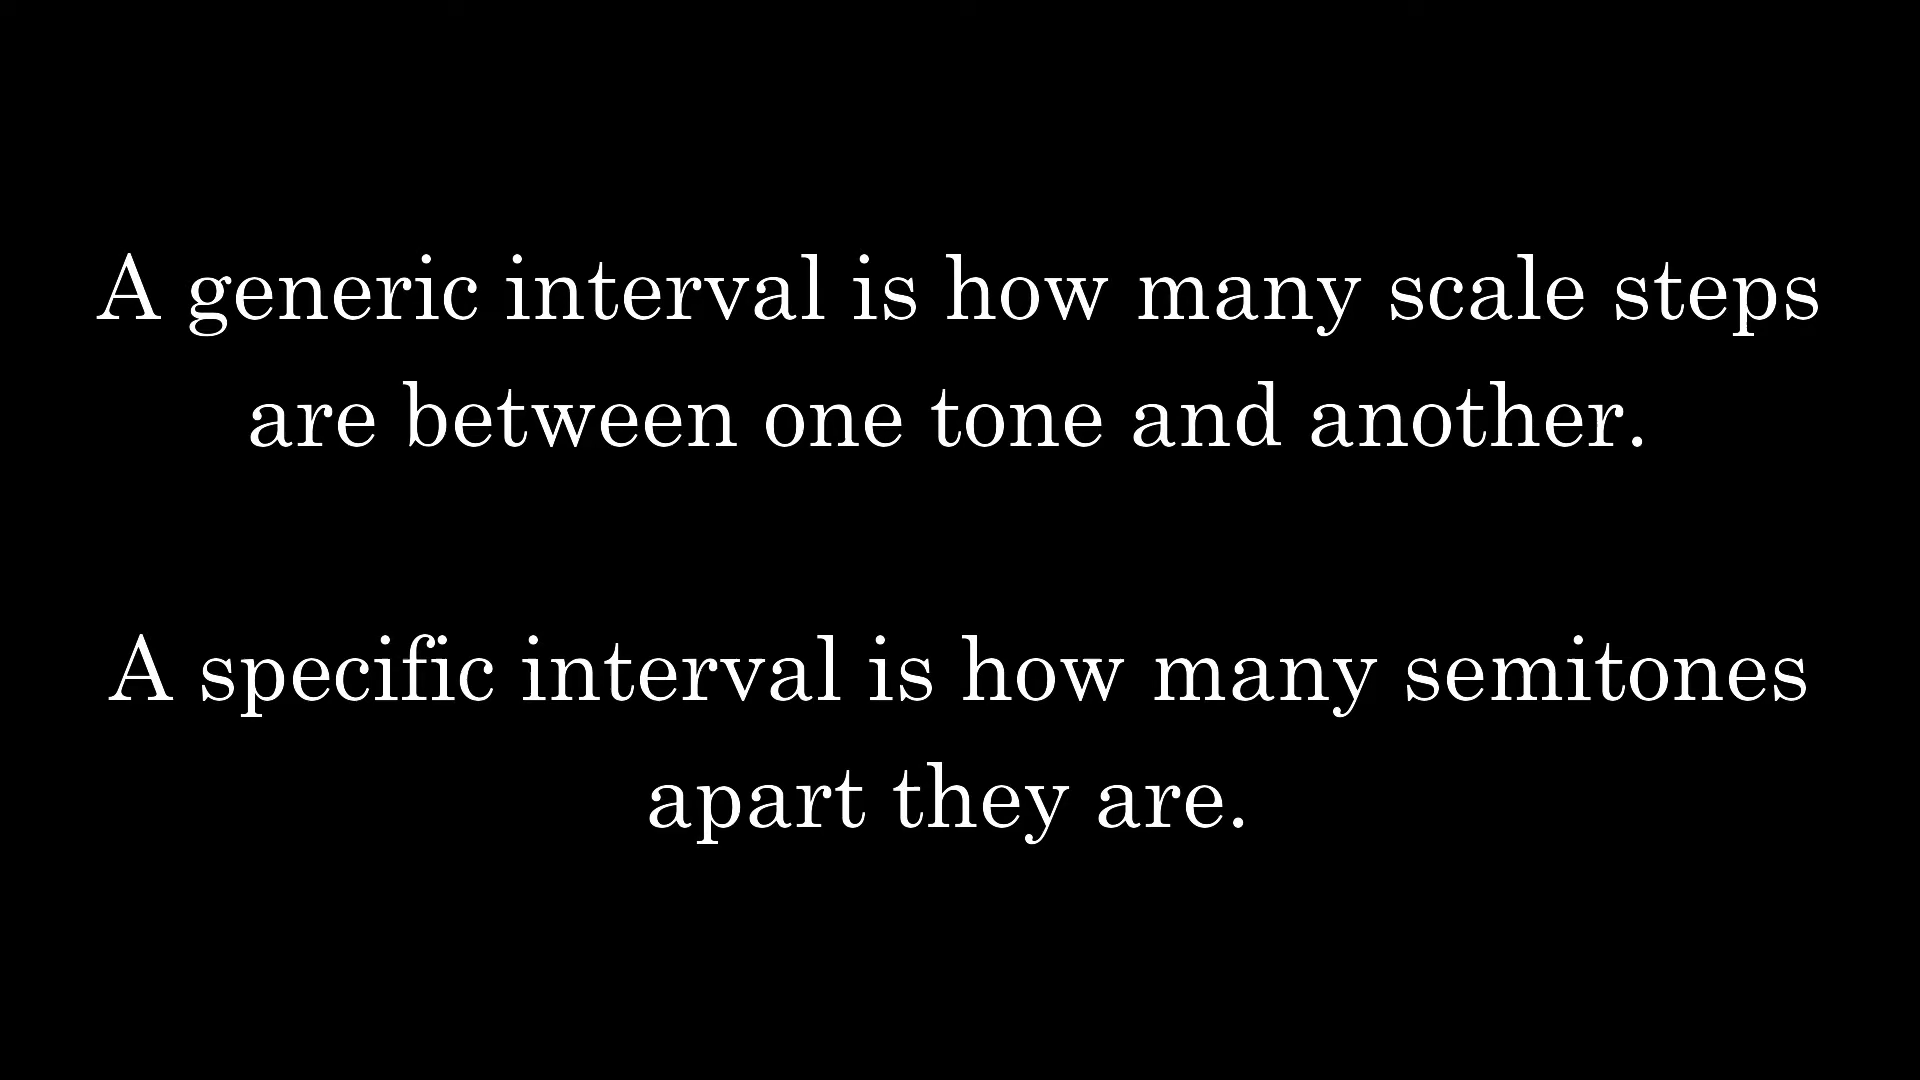 A generic interval is how many scale steps
are between one tone and another.
A specific interval is how many semitones
apart they are.